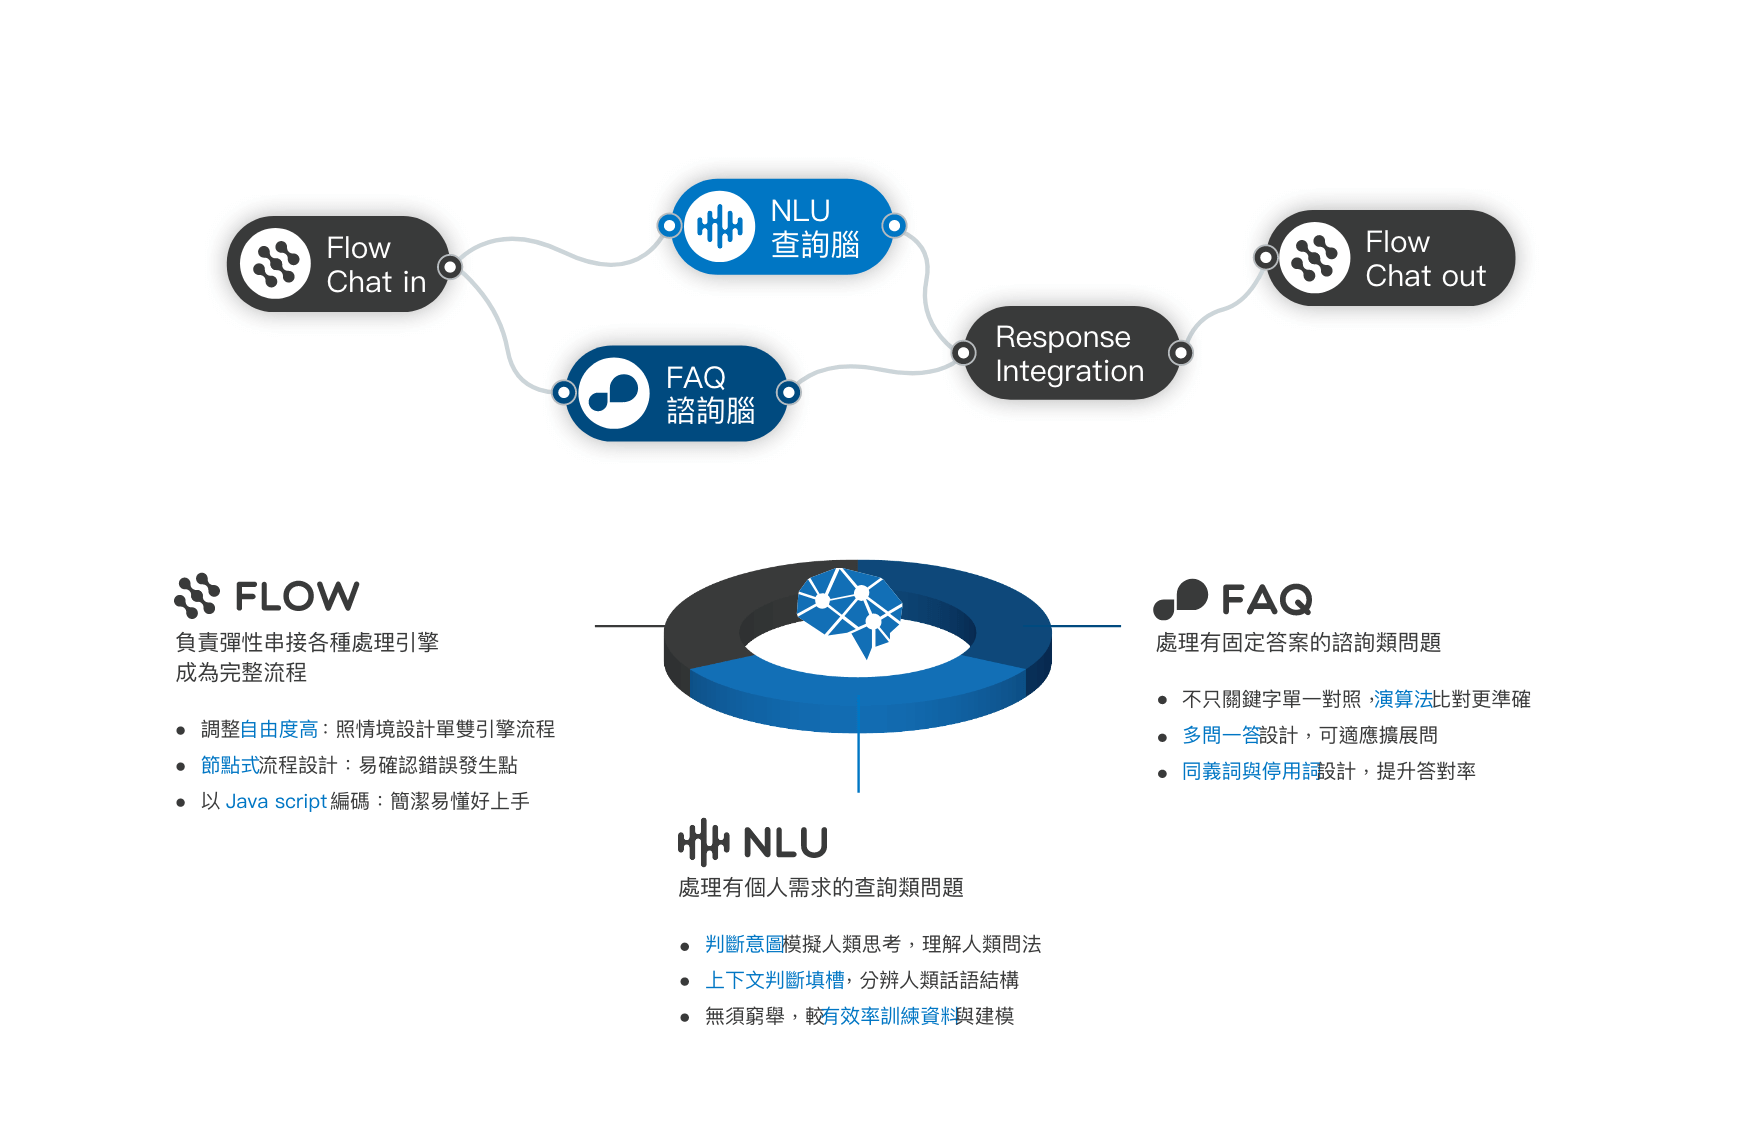 Flow
Chat in
NLU
查詢腦
FAQ
諮詢腦
Response
Integration
Flow
Chat out
FLOW
負責彈性串接各種處理引擎
成為完整流程
調整自由度高：照情境設計單雙引擎流程
節點式流程設計：易確認錯誤發生點
以 Java script 編碼：簡潔易懂好上手
NLU
處理有個人需求的查詢類問題
判斷意圖模擬人類思考，理解人類問法
上下文判斷填槽，分辨人類話語結構
無須窮舉，較有效率訓練資料與建模
FAQ
處理有固定答案的諮詢類問題
不只關鍵字單一對照，演算法比對更準確
多問一答設計，可適應擴展問
同義詞與停用詞設計，提升答對率